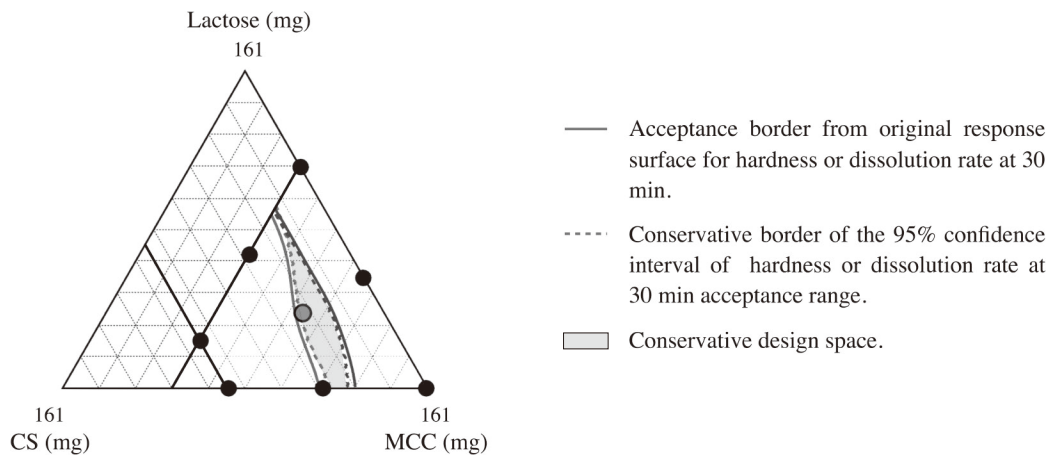 Lactose (mg)
161
161
CS (mg)
161
MCC (mg)
Acceptance border from original response
surface for hardness or dissolution rate at 30
min.
Conservative border of the 95% confidence
interval of hardness or dissolution rate at
30 min acceptance range.
Conservative design space.